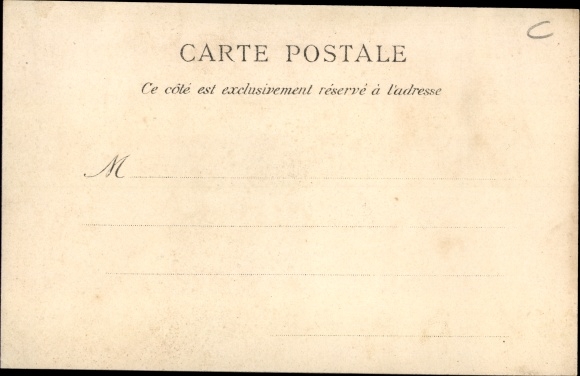 C
CARTE POSTALE
Ce côté est exclusivement réservé à l'adresse
M